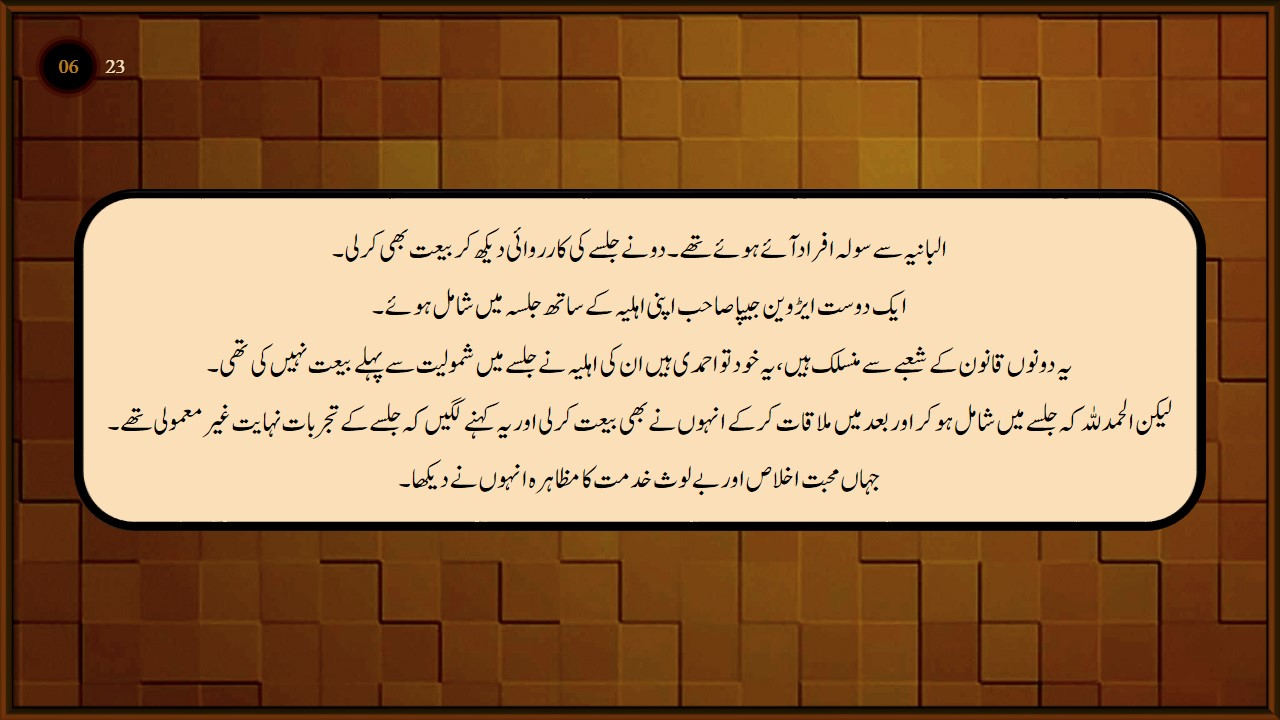 06 23
البانیہ سے سولہ افراد آئے ہوئے تھے۔ دو نے جلسے کی کارروائی دیکھ کر بیعت بھی کرلی۔
ایک دوست ایڑوین جیپا صاحب اپنی اہلیہ کے ساتھ جلسہ میں شامل ہوئے۔
یہ دونوں قانون کے شعبے سے منسلک ہیں، یہ خود تو احمدی ہیں ان کی اہلیہ نے جلسے میں شمولیت سے پہلے بیعت نہیں کی تھی۔
لیکن الحمدللہ کہ جلسے میں شامل ہو کر اور بعد میں ملاقات کرکے انہوں نے بھی بیعت کرلی اور یہ کہنے لگیں کہ جلسے کے تجربات نہایت غیر معمولی تھے۔
جہاں محبت اخلاص اور بے لوث خدمت کا مظاہرہ انہوں نے دیکھا۔